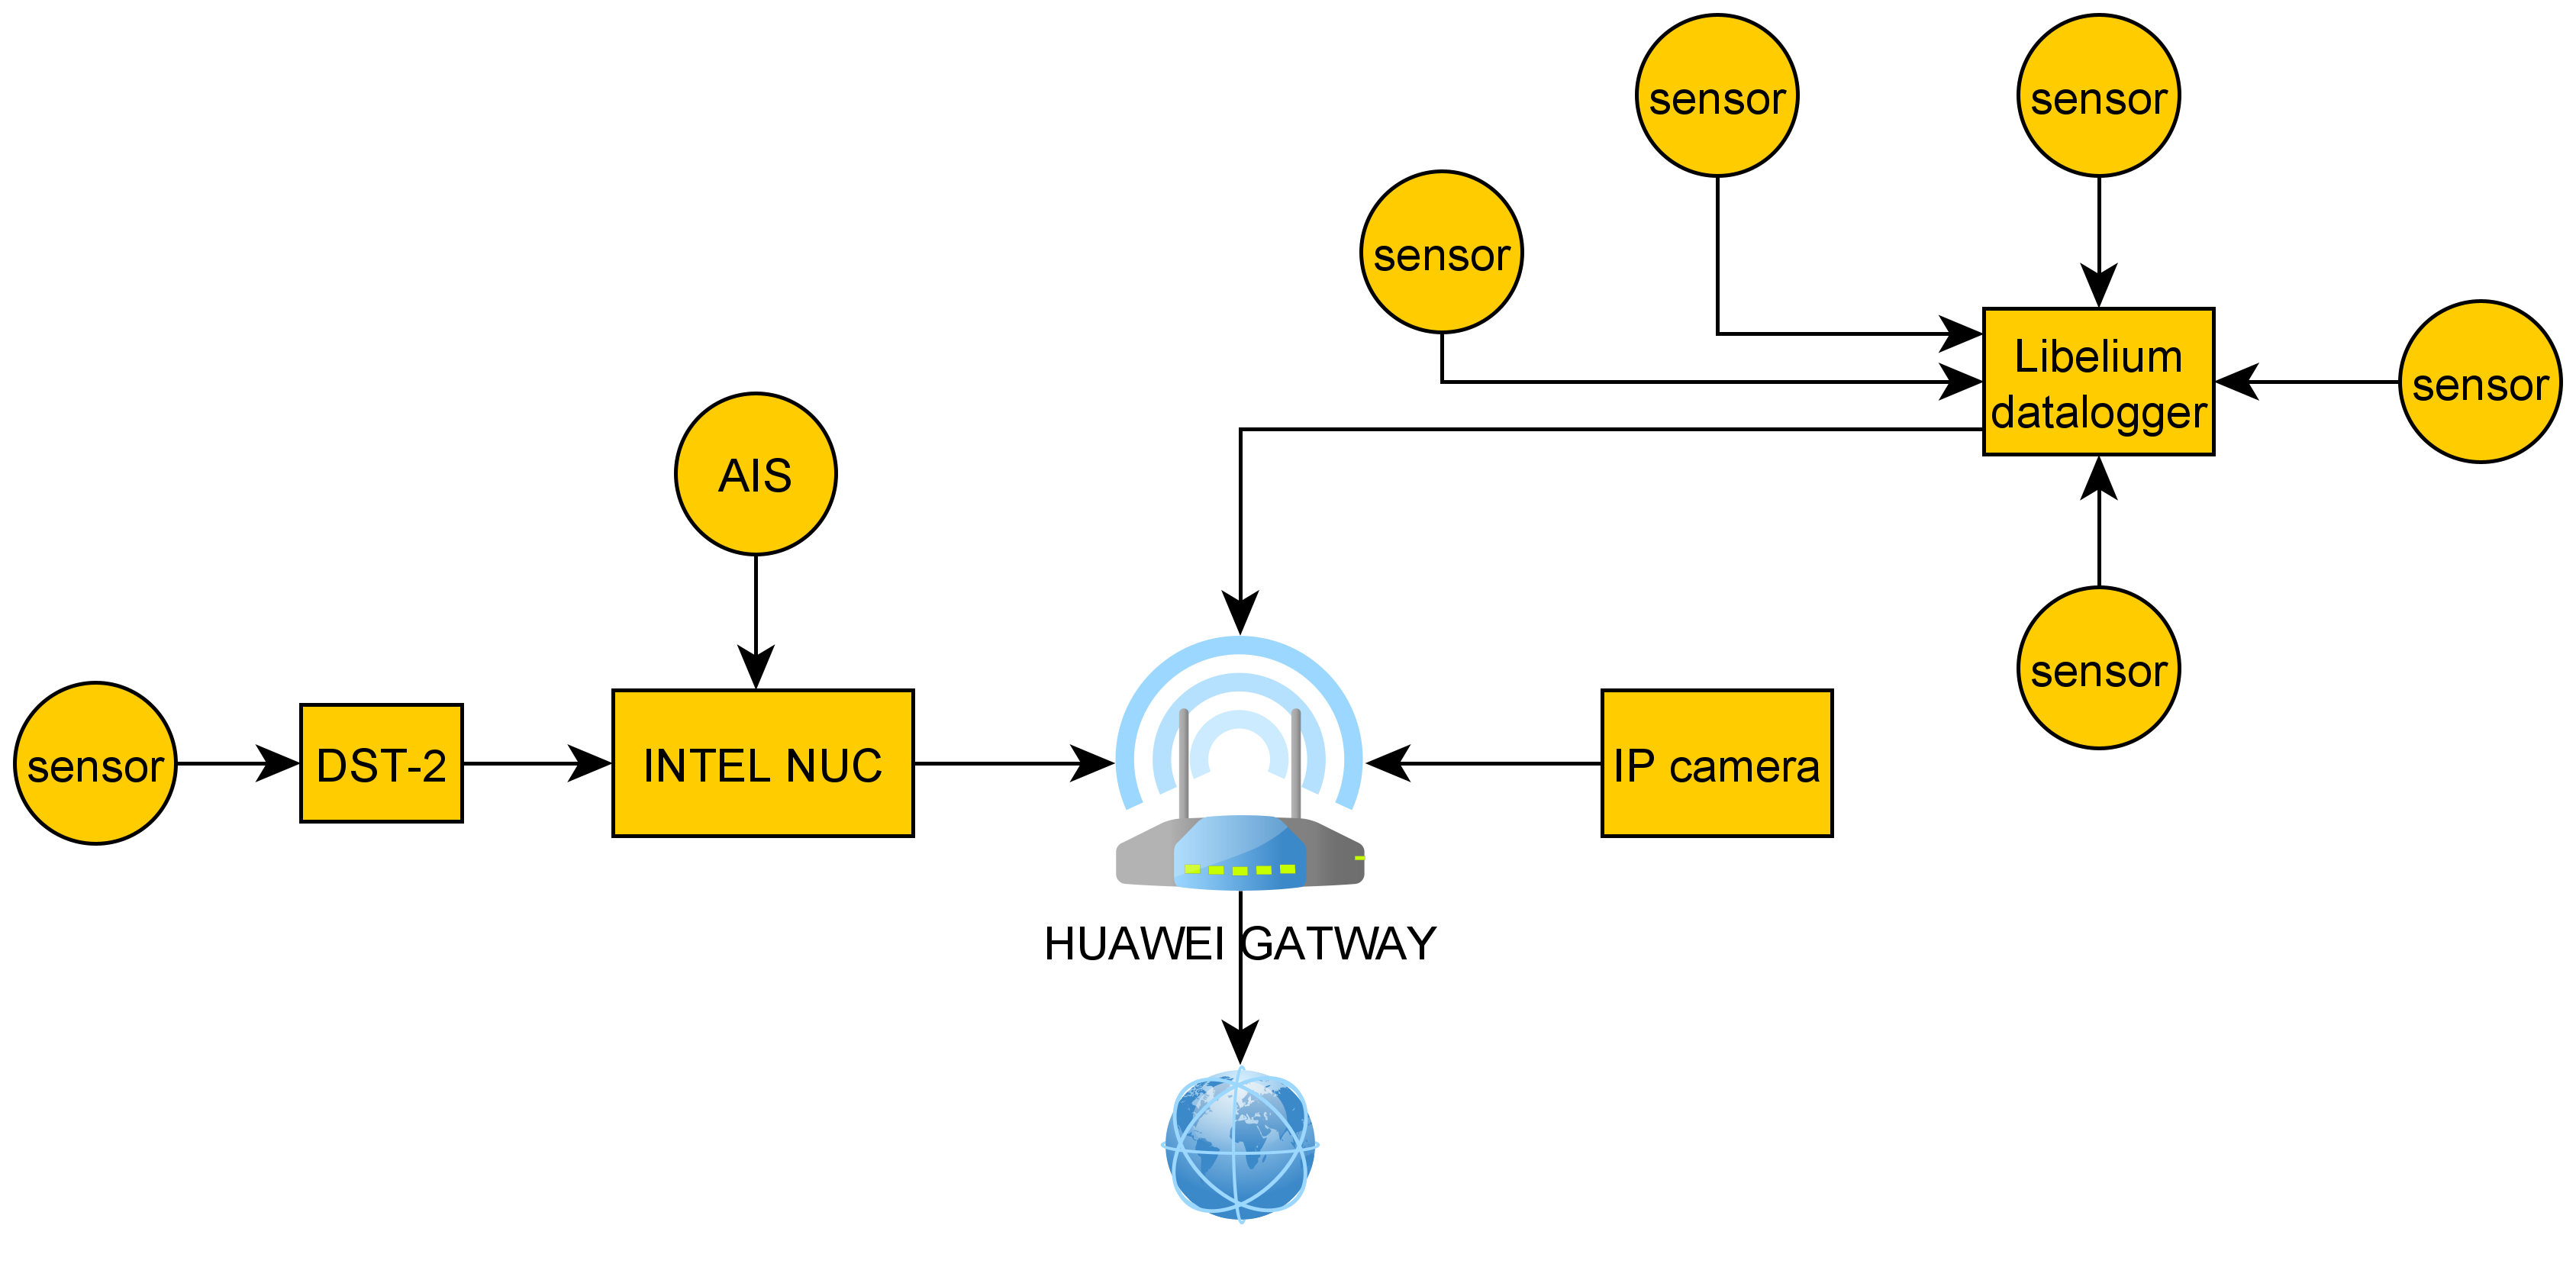 sensor
sensor
sensor
Libelium
datalogger
sensor
AIS
sensor
sensor
DST-2
INTEL NUC
IP camera
HUAWEI GATWAY